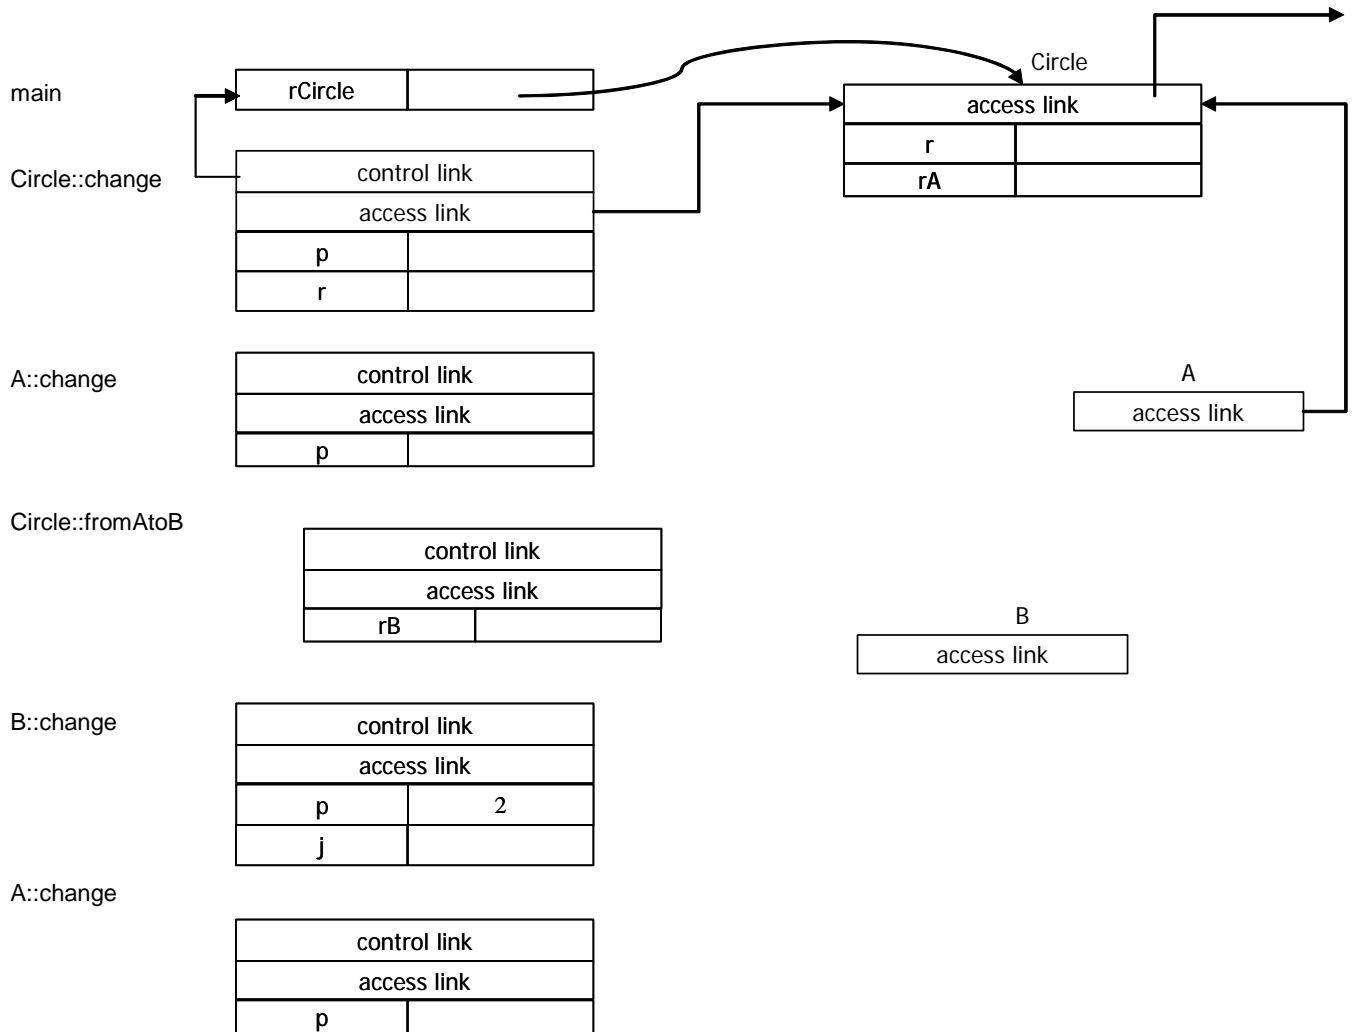 Circle
main
rCircle
access link
r
rA
Circle::change
control link
access link
p
r
A::change
control link
access link
p
A
access link
Circle::fromAtoB
control link
access link
rB
B
access link
B::change
control link
access link
p 2
j
A::change
control link
access link
p